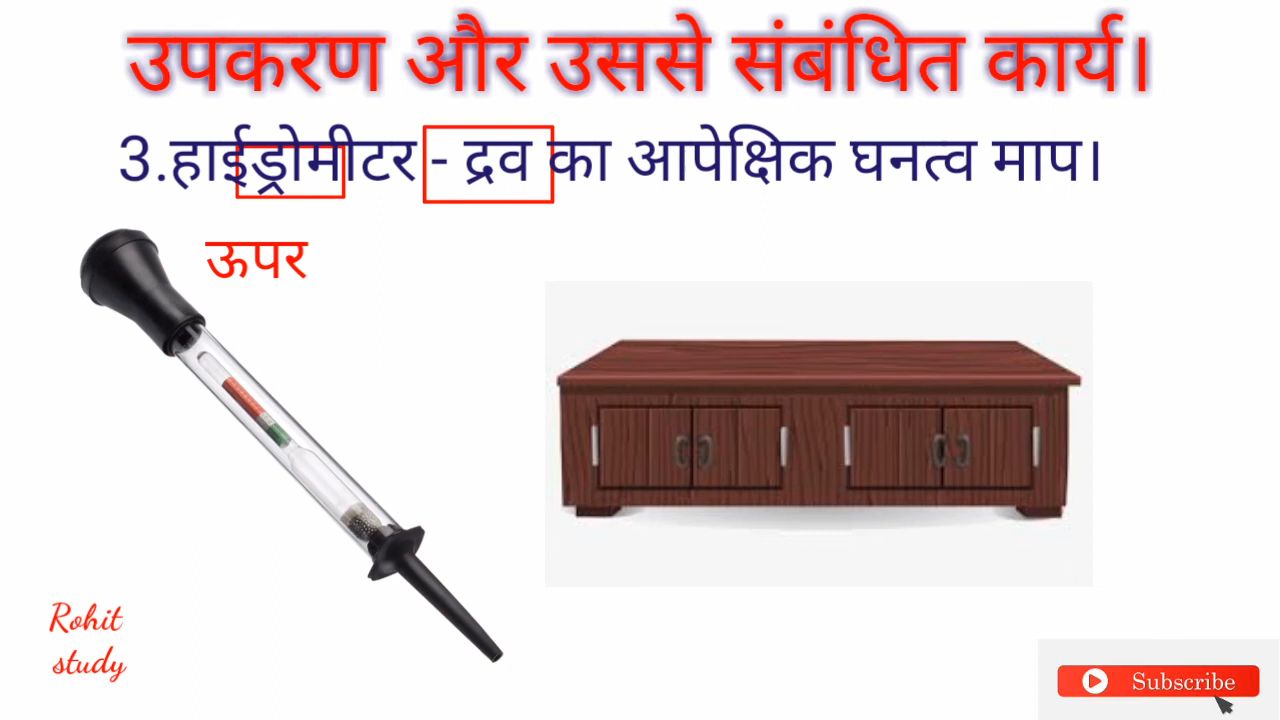 उपकरण और उससे संबंधित कार्य।
3.हाईड्रोमीटर - द्रव का आपेक्षिक घनत्व माप।
ऊपर
Rohit
study
Subscribe